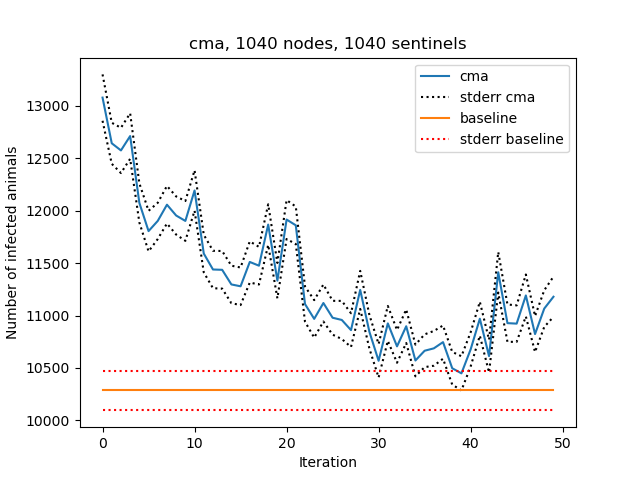 cma, 1040 nodes, 1040 sentinels
cma
stderr cma
baseline
stderr baseline
Number of infected animals
13000
12500
12000
11500
11000
10500
10000
0 10 20 30 40 50
Iteration